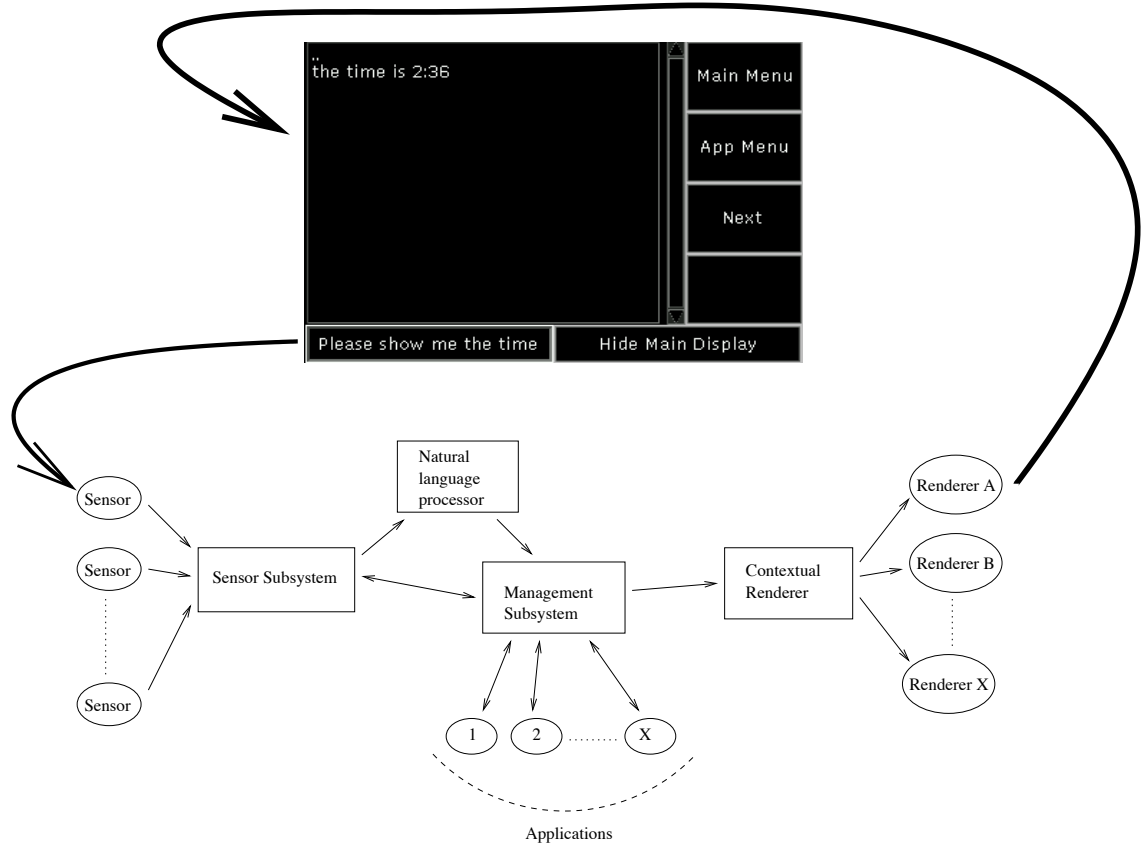 ..
the time is 2:36
Main Menu
App Menu
Next
Please show me the time
Hide Main Display
Natural
language
processor
Sensor
Sensor
Sensor
Sensor Subsystem
Management
Subsystem
Contextual
Renderer
Renderer A
Renderer B
Renderer X
1
2
X
Applications